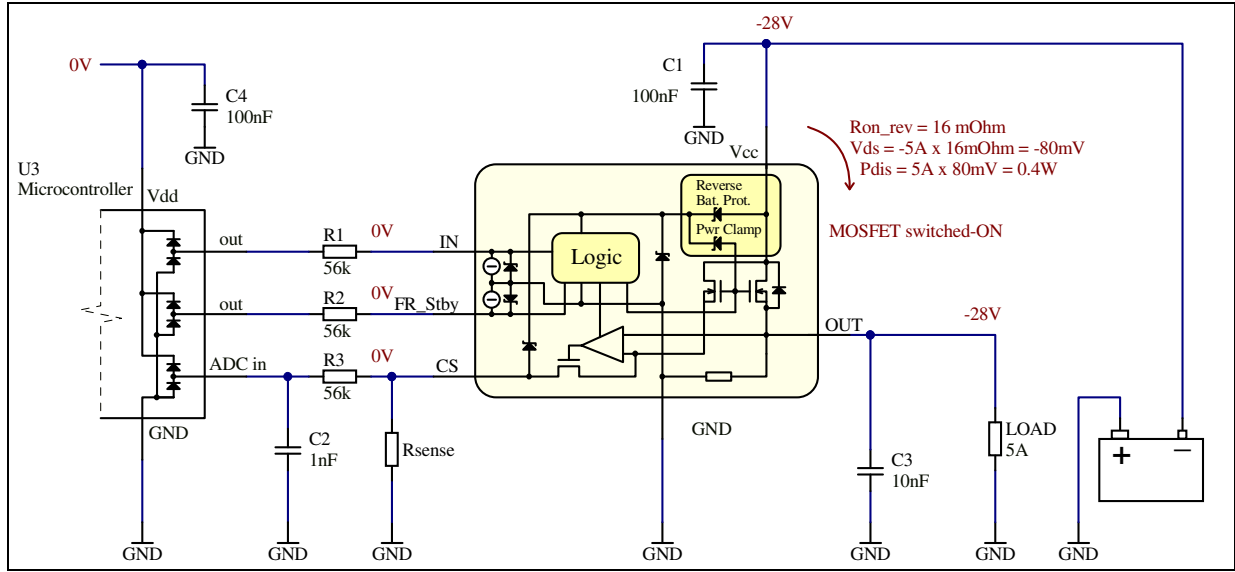 -28V
0V
C1
100nF
C4
100nF
GND
GND
Ron_rev = 16 mOhm
Vds = -5A x 16mOhm = -80mV
Pdis = 5A x 80mV = 0.4W
Vcc
U3
Microcontroller
Vdd
Reverse
Bat. Prot.
Pwr Clamp
MOSFET switched-ON
out
R1
56k
0V
IN
Logic
out
R2
56k
0V
FR_Stby
-28V
OUT
ADC in
R3
56k
0V
CS
GND
GND
C2
1nF
Rsense
C3
10nF
LOAD
5A
+
−
GND
GND
GND
GND
GND
GND
GND